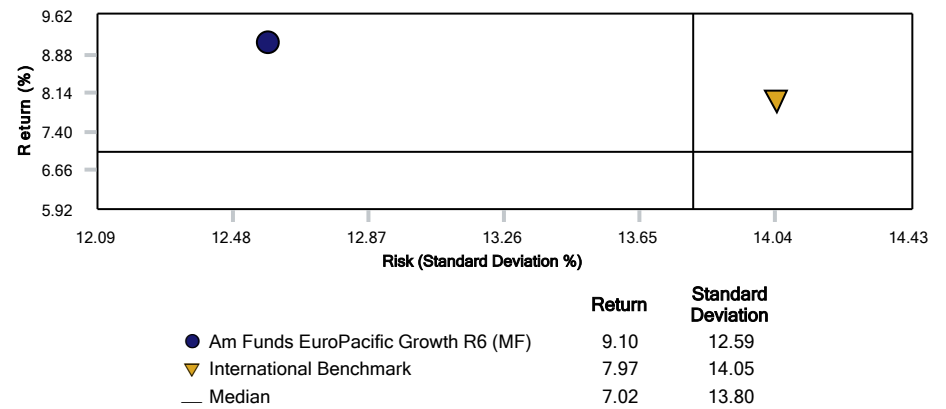 9.62
8.88
8.14
7.40
6.66
5.92
Return (%)
12.09 12.48 12.87 13.26 13.65 14.04 14.43
Risk (Standard Deviation %)
Return Standard Deviation
Am Funds EuroPacific Growth R6 (MF) 9.10 12.59
International Benchmark 7.97 14.05
Median 7.02 13.80